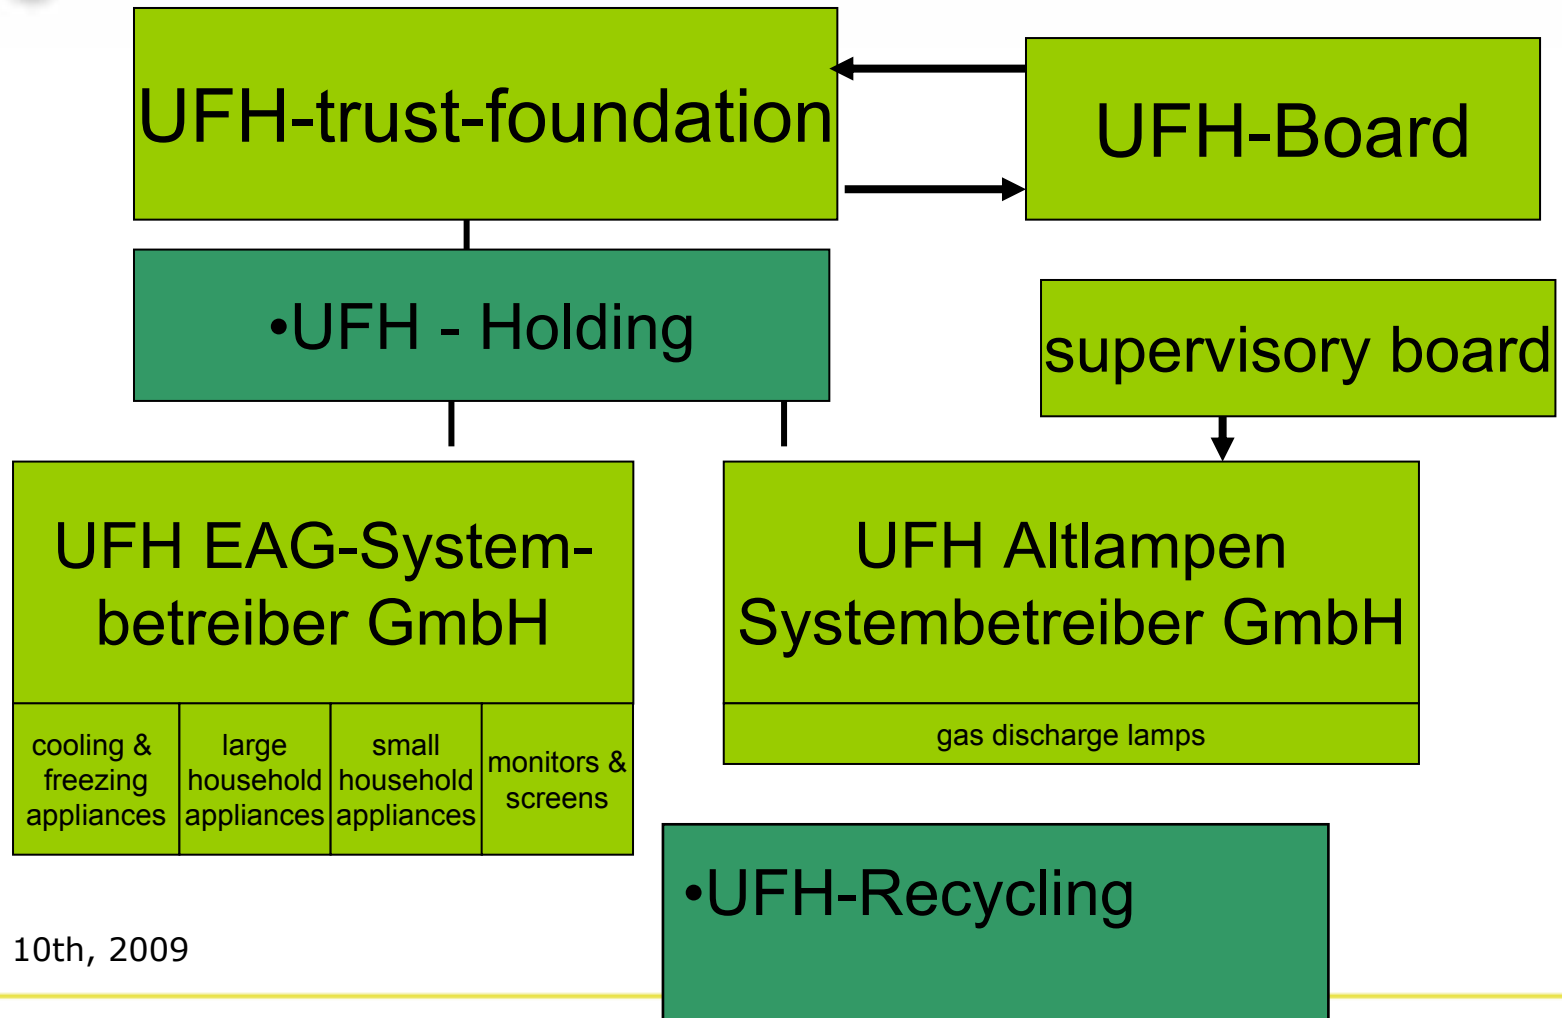 UFH-trust-foundation
UFH-Board
•UFH - Holding
supervisory board
UFH EAG-System-
betreiber GmbH
UFH Altlampen
Systembetreiber GmbH
cooling &
freezing
appliances
large
household
appliances
small
household
appliances
monitors &
screens
gas discharge lamps
•UFH-Recycling
10th, 2009